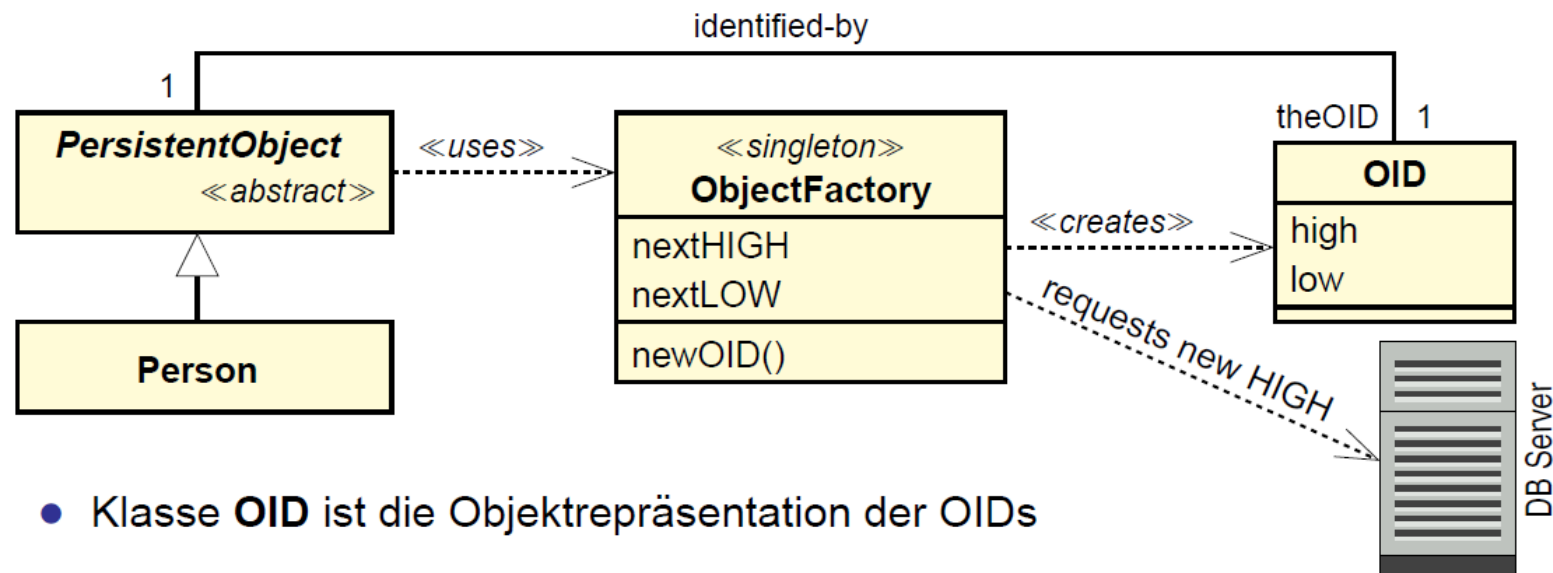 identified-by
1
theOID 1
PersistentObject
≪abstract≫
≪uses≫
≪singleton≫
ObjectFactory
nextHIGH
nextLOW
newOID()
≪creates≫
OID
high
low
requests new HIGH
Person
DB Server
● Klasse OID ist die Objektrepräsentation der OIDs